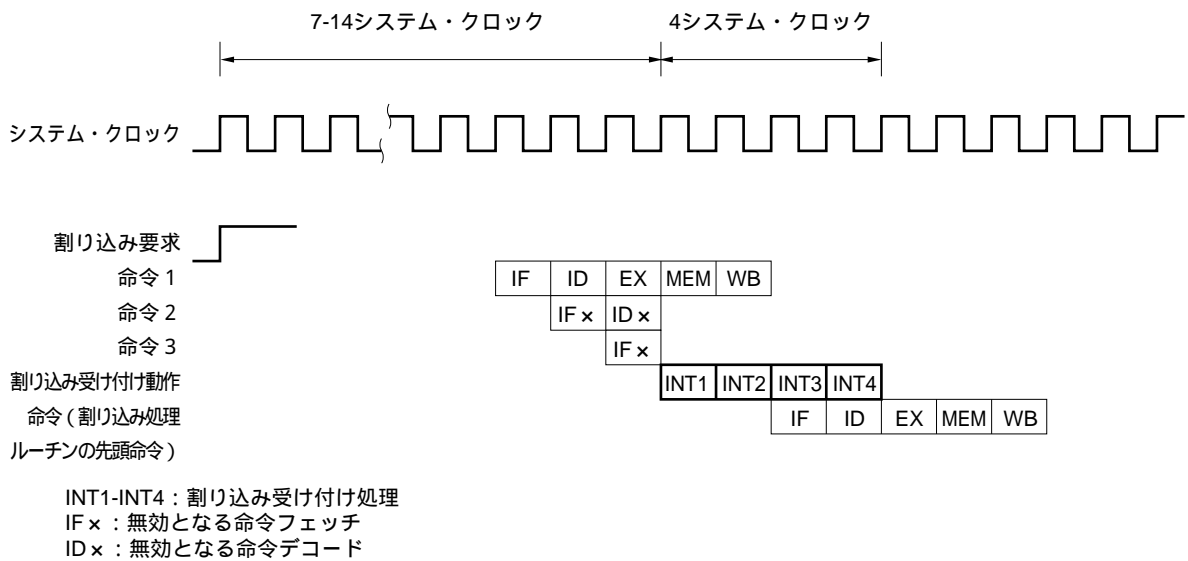 7-14システム・クロック
4システム・クロック
システム・クロック
割り込み要求
命令1 IF ID EX MEM WB
命令2 IF× ID×
命令3 IF×
割り込み受け付け動作 INT1 INT2 INT3 INT4
命令(割り込み処理 IF ID EX MEM WB
ルーチンの先頭命令)
INT1-INT4:割り込み受け付け処理
IF×:無効となる命令フェッチ
ID×:無効となる命令デコード